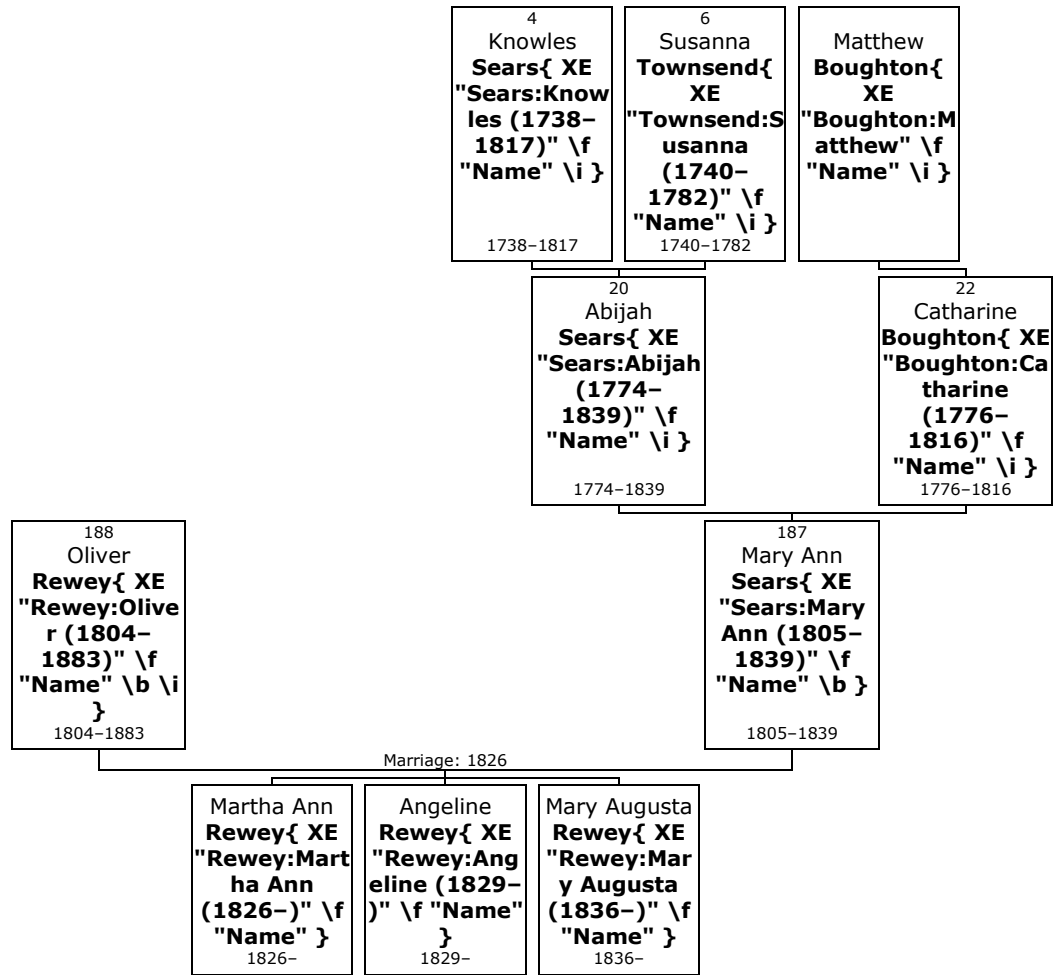 4
Knowles
Sears{ XE
"Sears:Know
les (1738–
1817)" \f
"Name" \i }
1738–1817
6
Susanna
Townsend{
XE
"Townsend:S
usanna
(1740–
1782)" \f
"Name" \i }
1740–1782
Matthew
Boughton{
XE
"Boughton:M
atthew" \f
"Name" \i }
20
Abijah
Sears{ XE
"Sears:Abijah
(1774–
1839)" \f
"Name" \i }
1774–1839
22
Catharine
Boughton{ XE
"Boughton:Ca
tharine
(1776–
1816)" \f
"Name" \i }
1776–1816
188
Oliver
Rewey{ XE
"Rewey:Olive
r (1804–
1883)" \f
"Name" \b \i
}
1804–1883
187
Mary Ann
Sears{ XE
"Sears:Mary
Ann (1805–
1839)" \f
"Name" \b }
1805–1839
Marriage: 1826
Martha Ann
Rewey{ XE
"Rewey:Mart
ha Ann
(1826–)" \f
"Name" }
1826–
Angeline
Rewey{ XE
"Rewey:Ang
eline (1829–
)" \f "Name"
}
1829–
Mary Augusta
Rewey{ XE
"Rewey:Mar
y Augusta
(1836–)" \f
"Name" }
1836–